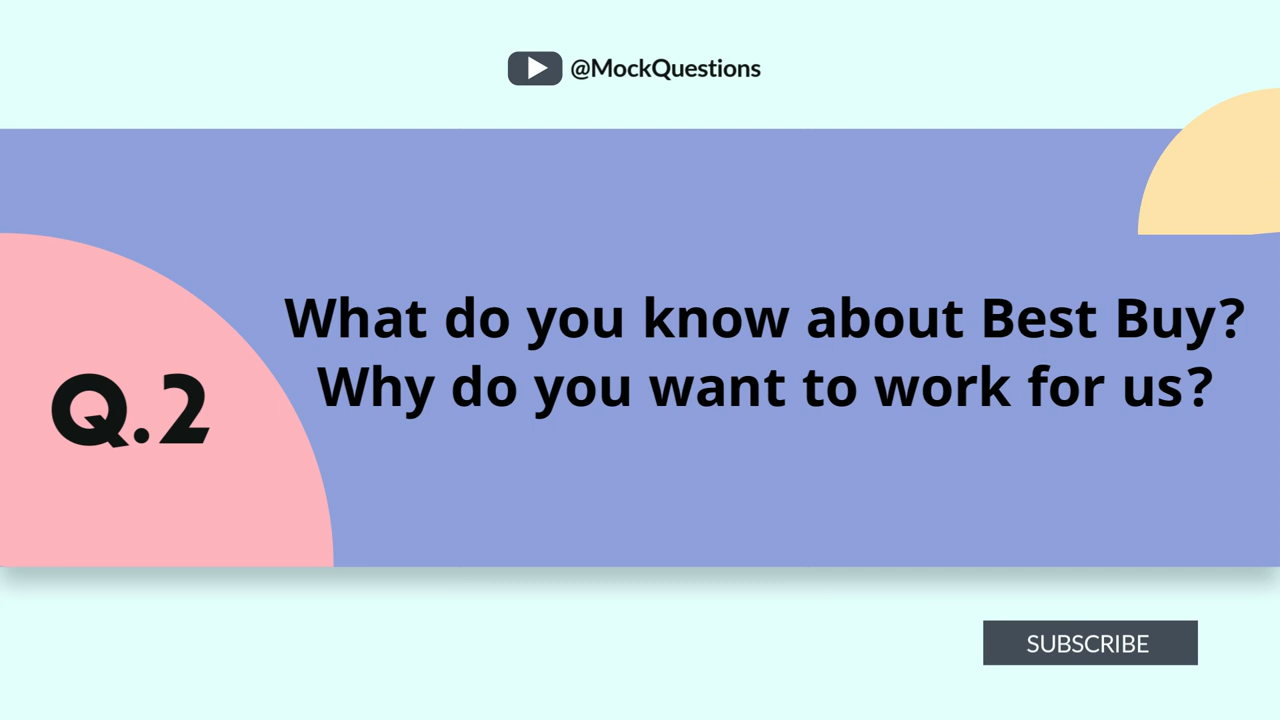 @MockQuestions
What do you know about Best Buy?
Why do you want to work for us?
Q.2
SUBSCRIBE